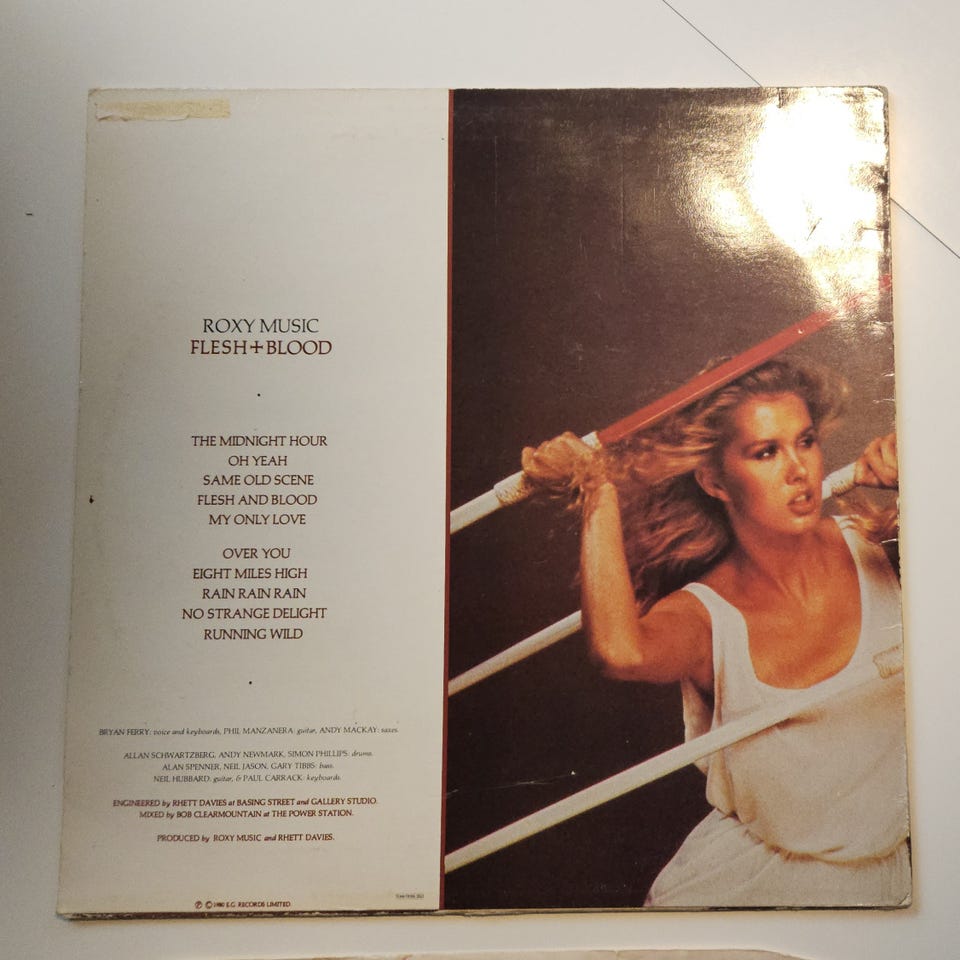 ROXY MUSIC
FLESH+BLOOD
THE MIDNIGHT HOUR
OH YEAH
SAME OLD SCENE
FLESH AND BLOOD
MY ONLY LOVE
OVER YOU
EIGHT MILES HIGH
RAIN RAIN RAIN
NO STRANGE DELIGHT
RUNNING WILD
BRYAN FERRY: voice and keyboards, PHIL MANZANERA: guitar, ANDY MACKAY: saxes.
ALLAN SCHWARTZBERG, ANDY NEWMARK, SIMON PHILLIPS: drums.
ALAN SPENNER, NEIL JASON, GARY TIBBS: bass.
NEIL HUBBARD: guitar, & PAUL CARRACK: keyboards.
ENGINEERED by RHETT DAVIES at BASING STREET and GALLERY STUDIO.
MIXED by BOB CLEARMOUNTAIN at THE POWER STATION.
PRODUCED by ROXY MUSIC and RHETT DAVIES.
℗ © 1980 E.G. RECORDS LIMITED